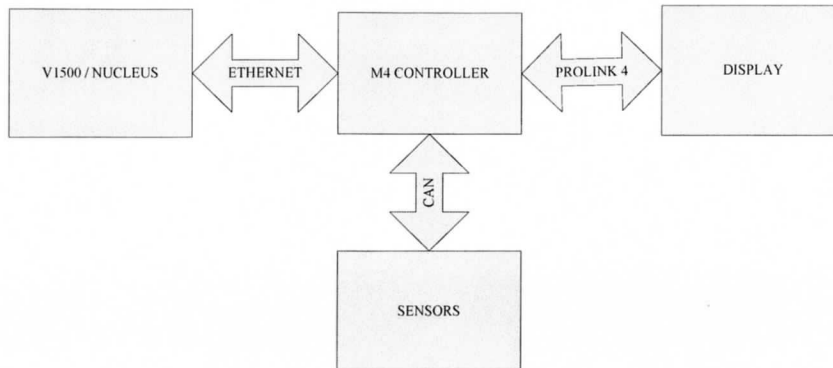 V1500 / NUCLEUS
ETHERNET
M4 CONTROLLER
PROLINK 4
DISPLAY
CAN
SENSORS